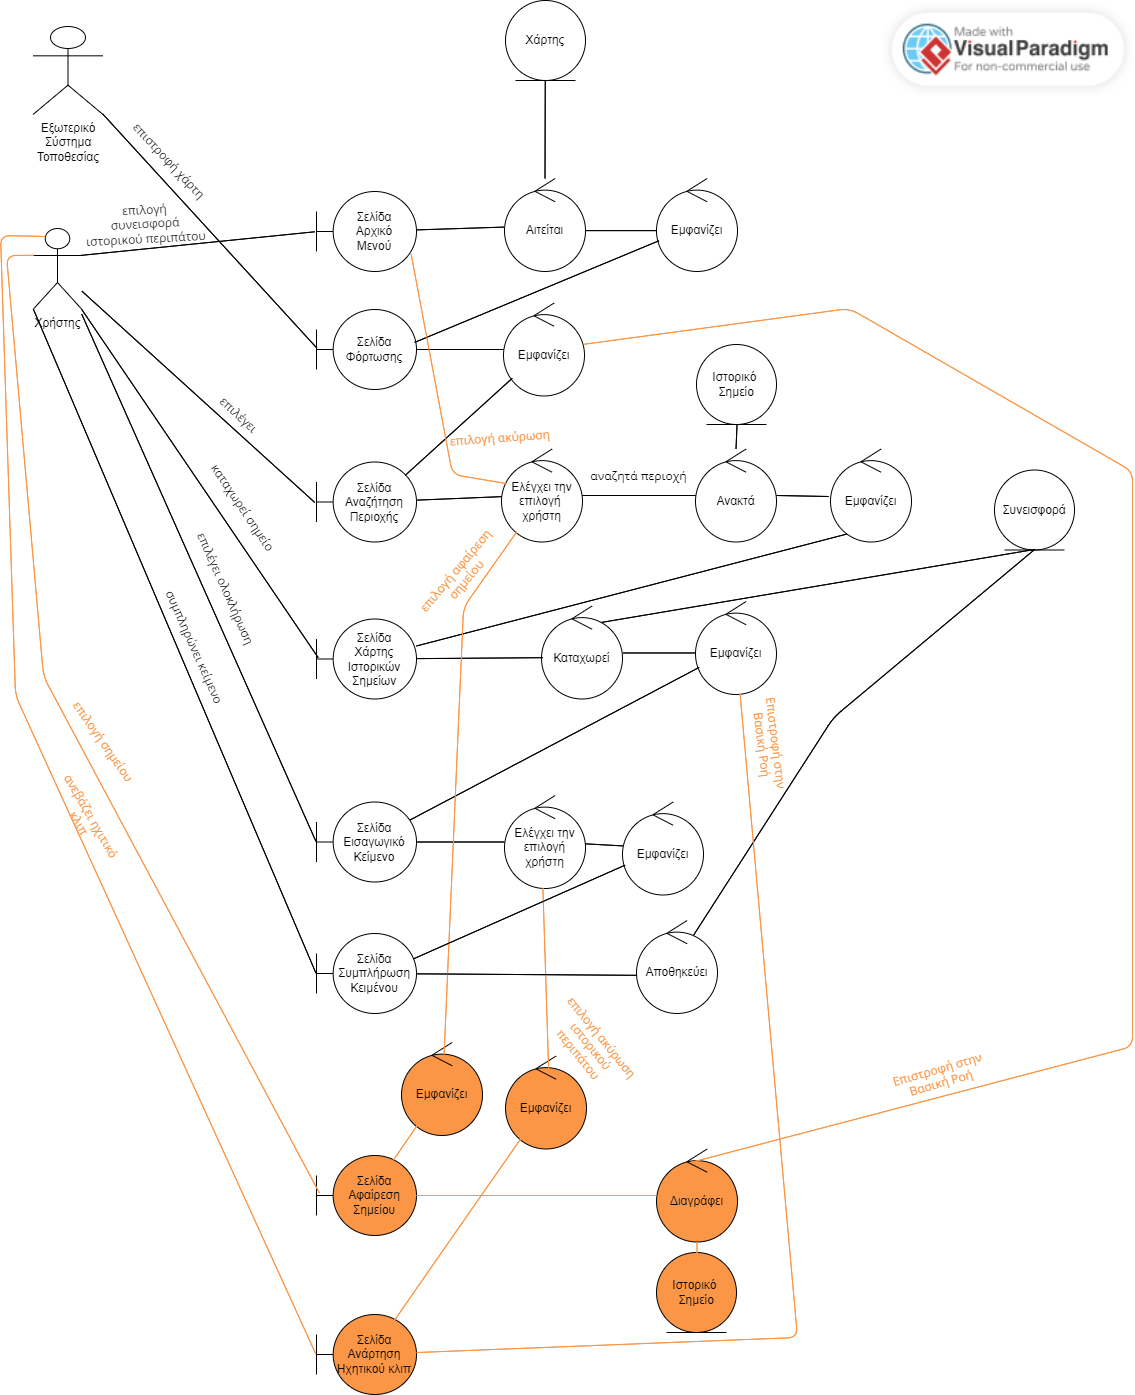 Χάρτης
Made with
Visual Paradigm
For non-commercial use
Εξωτερικό
Σύστημα
Τοποθεσίας
επιστροφή χάρτη
επιλογή
συνεισφορά
ιστορικού περιπάτου
Σελίδα
Αρχικό
Μενού
Αιτείται
Εμφανίζει
Χρήστης
Σελίδα
Φόρτωσης
Εμφανίζει
Ιστορικό
Σημείο
επιλέγει
επιλογή ακύρωση
Σελίδα
Αναζήτηση
Περιοχής
Ελέγχει την
επιλογή
χρήστη
αναζητά περιοχή
Ανακτά
Εμφανίζει
Συνεισφορά
καταχωρεί σημείο
επιλογή αφαίρεση
σημείου
επιλέγει ολοκλήρωση
συμπληρώνει κείμενο
Σελίδα
Χάρτης
Ιστορικών
Σημείων
Καταχωρεί
Εμφανίζει
επιλογή σημείου
Επιστροφή στην
Βασική Ροή
ανεβάζει ηχιτικό
κλιπ
Σελίδα
Εισαγωγικό
Κείμενο
Ελέγχει την
επιλογή
χρήστη
Εμφανίζει
Σελίδα
Συμπλήρωση
Κειμένου
Αποθηκεύει
επιλογή ακύρωση
ιστορικού
περιπάτου
Εμφανίζει
Εμφανίζει
Επιστροφή στην
Βασική Ροή
Σελίδα
Αφαίρεση
Σημείου
Διαγράφει
Ιστορικό
Σημείο
Σελίδα
Ανάρτηση
Ηχητικού κλιπ